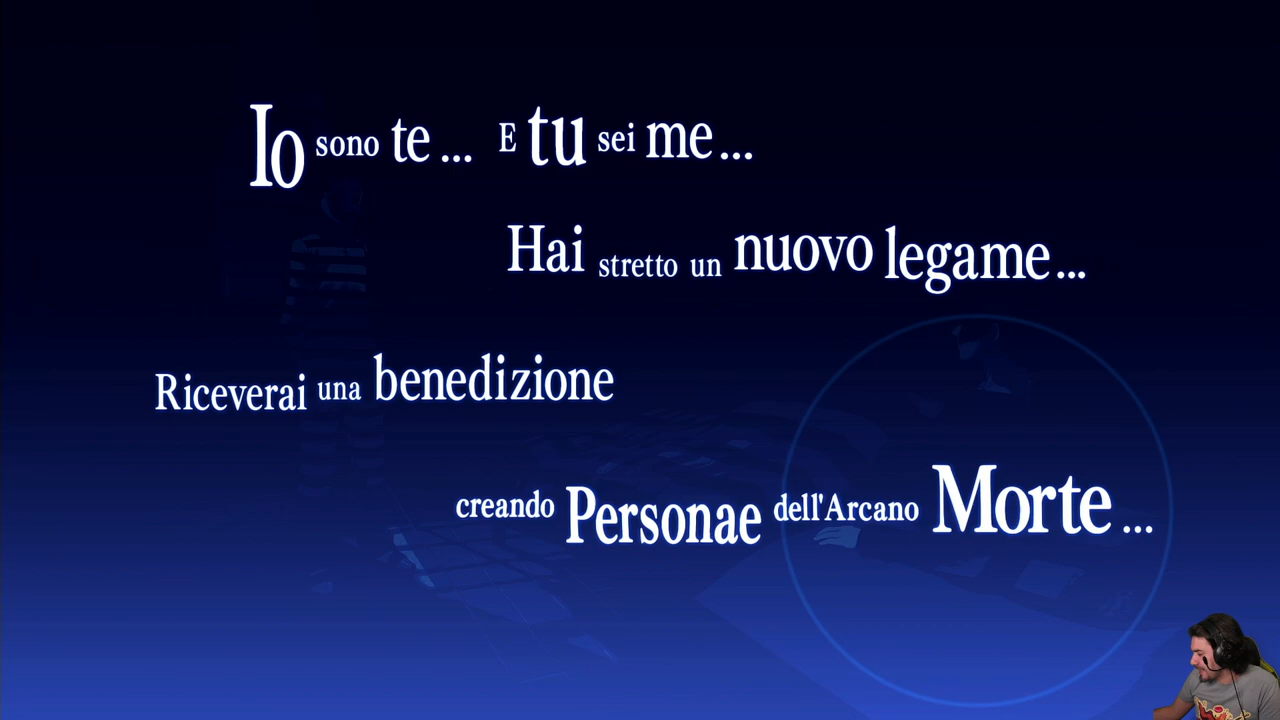 Io sono te... E tu sei me...
Hai stretto un nuovo legame...
Riceverai una benedizione
creando Personae dell'Arcano Morte...